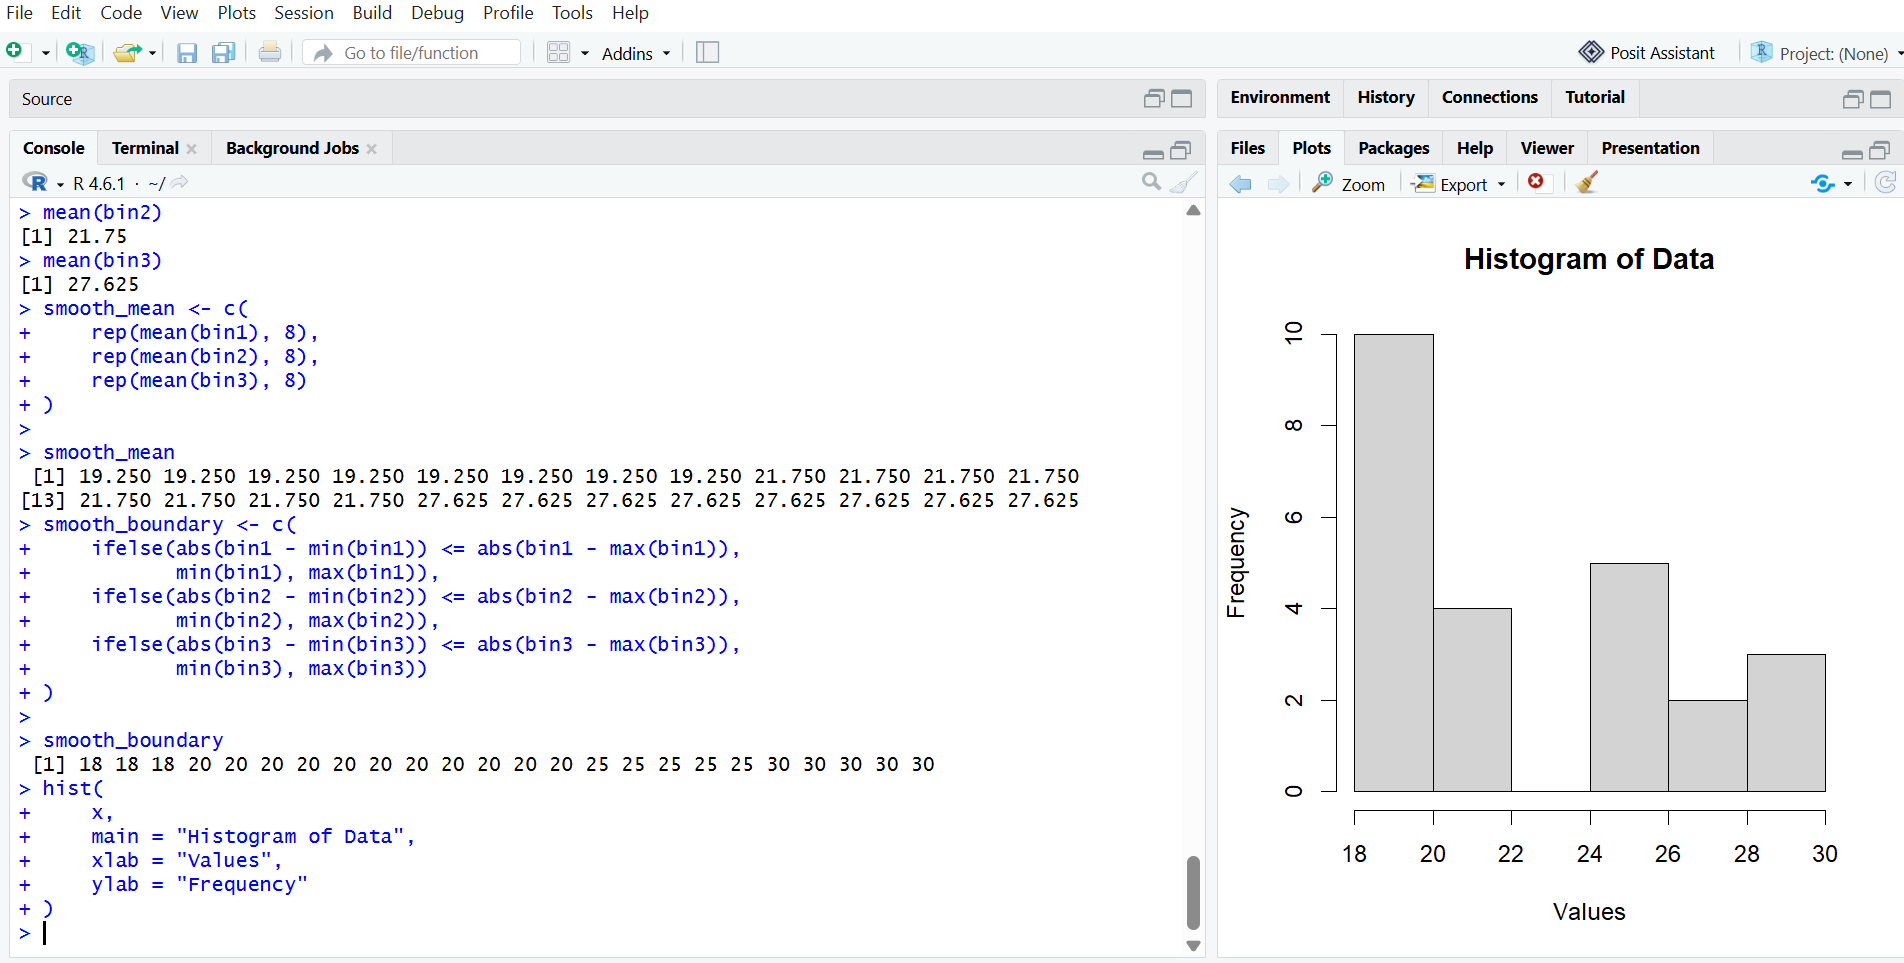 File Edit Code View Plots Session Build Debug Profile Tools Help
Go to file/function Addins Posit Assistant Project: (None)
Source
Console Terminal Background Jobs
R 4.6.1 · ~/
> mean(bin2)
[1] 21.75
> mean(bin3)
[1] 27.625
> smooth_mean <- c(
+     rep(mean(bin1), 8),
+     rep(mean(bin2), 8),
+     rep(mean(bin3), 8)
+ )
>
> smooth_mean
 [1] 19.250 19.250 19.250 19.250 19.250 19.250 19.250 19.250 21.750 21.750 21.750 21.750
[13] 21.750 21.750 21.750 21.750 27.625 27.625 27.625 27.625 27.625 27.625 27.625 27.625
> smooth_boundary <- c(
+     ifelse(abs(bin1 - min(bin1)) <= abs(bin1 - max(bin1)),
+            min(bin1), max(bin1)),
+     ifelse(abs(bin2 - min(bin2)) <= abs(bin2 - max(bin2)),
+            min(bin2), max(bin2)),
+     ifelse(abs(bin3 - min(bin3)) <= abs(bin3 - max(bin3)),
+            min(bin3), max(bin3))
+ )
>
> smooth_boundary
 [1] 18 18 18 20 20 20 20 20 20 20 20 20 20 20 25 25 25 25 25 30 30 30 30 30
> hist(
+     x,
+     main = "Histogram of Data",
+     xlab = "Values",
+     ylab = "Frequency"
+ )
>
Environment History Connections Tutorial
Files Plots Packages Help Viewer Presentation
Zoom Export
Histogram of Data
Frequency
10
8
6
4
2
0
18 20 22 24 26 28 30
Values